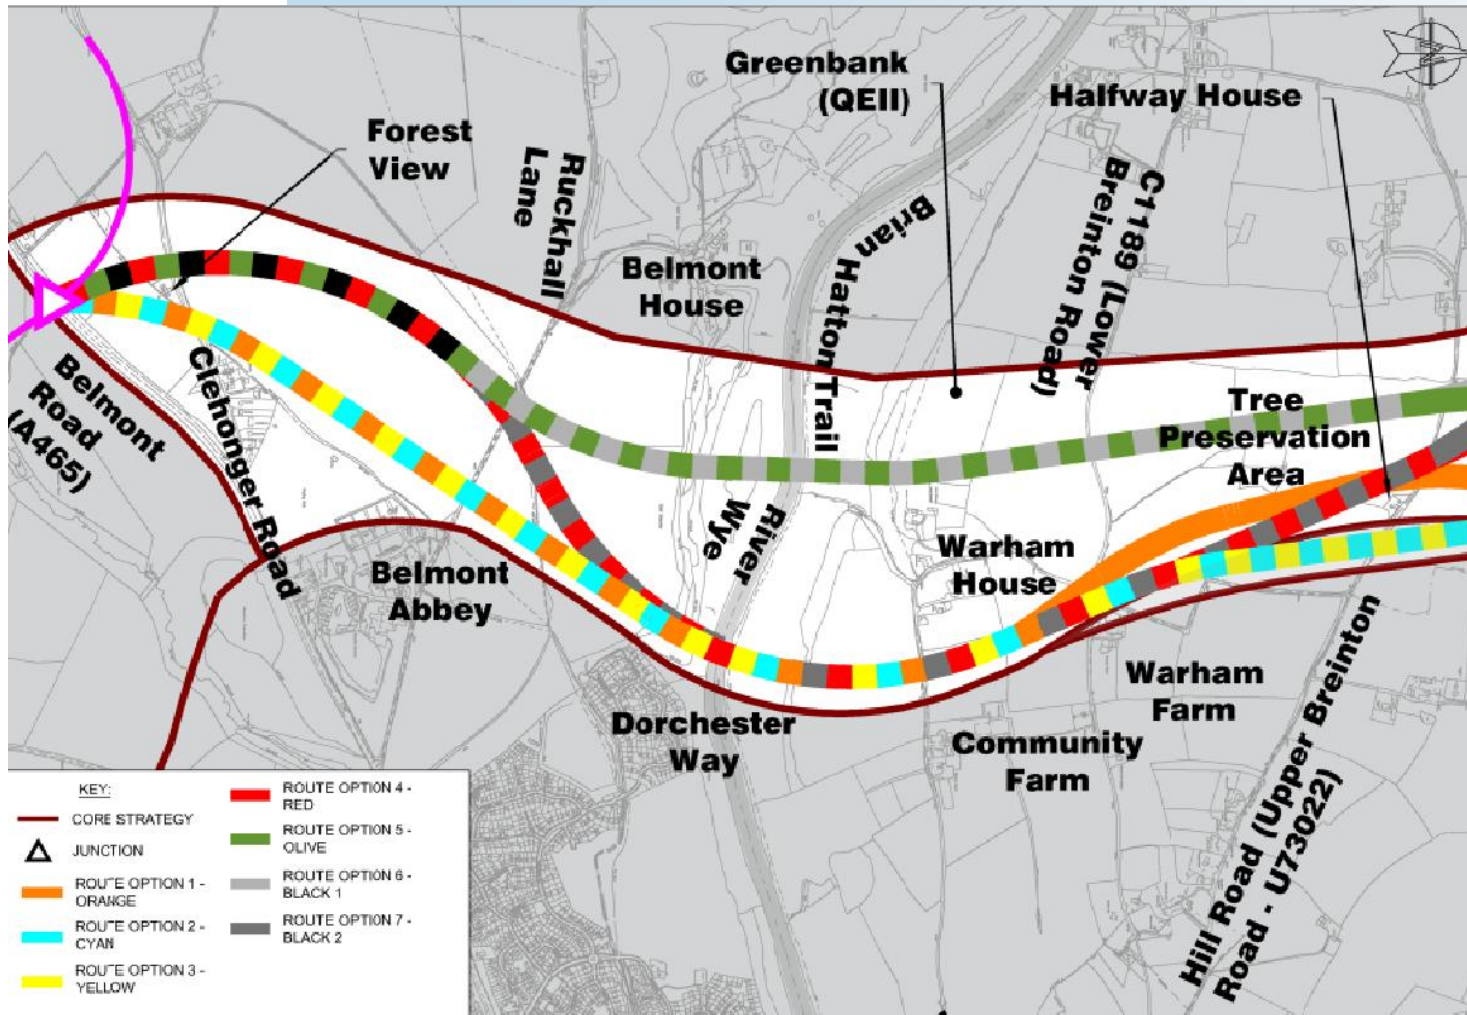 Greenbank
(QEII)
Halfway House
Forest
View
Ruckhall
Lane
Brian Hatton Trail
C1189 (Lower
Breinton Road)
Belmont
House
Belmont
Road
(A465)
Clehonger Road
Tree
Preservation
Area
River
Wye
Warham
House
Belmont
Abbey
Warham
Farm
Dorchester
Way
Community
Farm
Hill Road (Upper Breinton
Road - U73022)
KEY:
CORE STRATEGY
JUNCTION
ROUTE OPTION 1 -
ORANGE
ROUTE OPTION 2 -
CYAN
ROUTE OPTION 3 -
YELLOW
ROUTE OPTION 4 -
RED
ROUTE OPTION 5 -
OLIVE
ROUTE OPTION 6 -
BLACK 1
ROUTE OPTION 7 -
BLACK 2